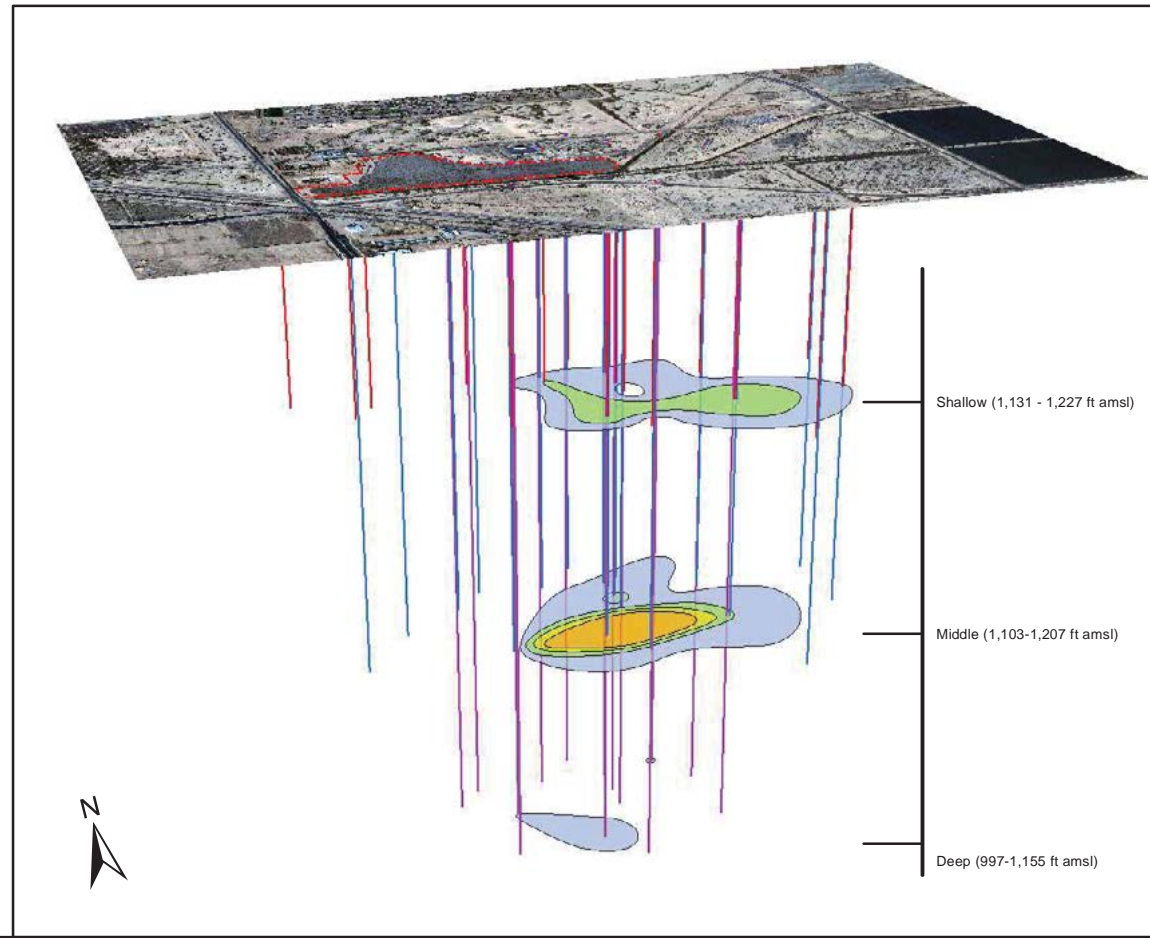 Shallow (1,131 - 1,227 ft amsl)
Middle (1,103-1,207 ft amsl)
N
Deep (997-1,155 ft amsl)